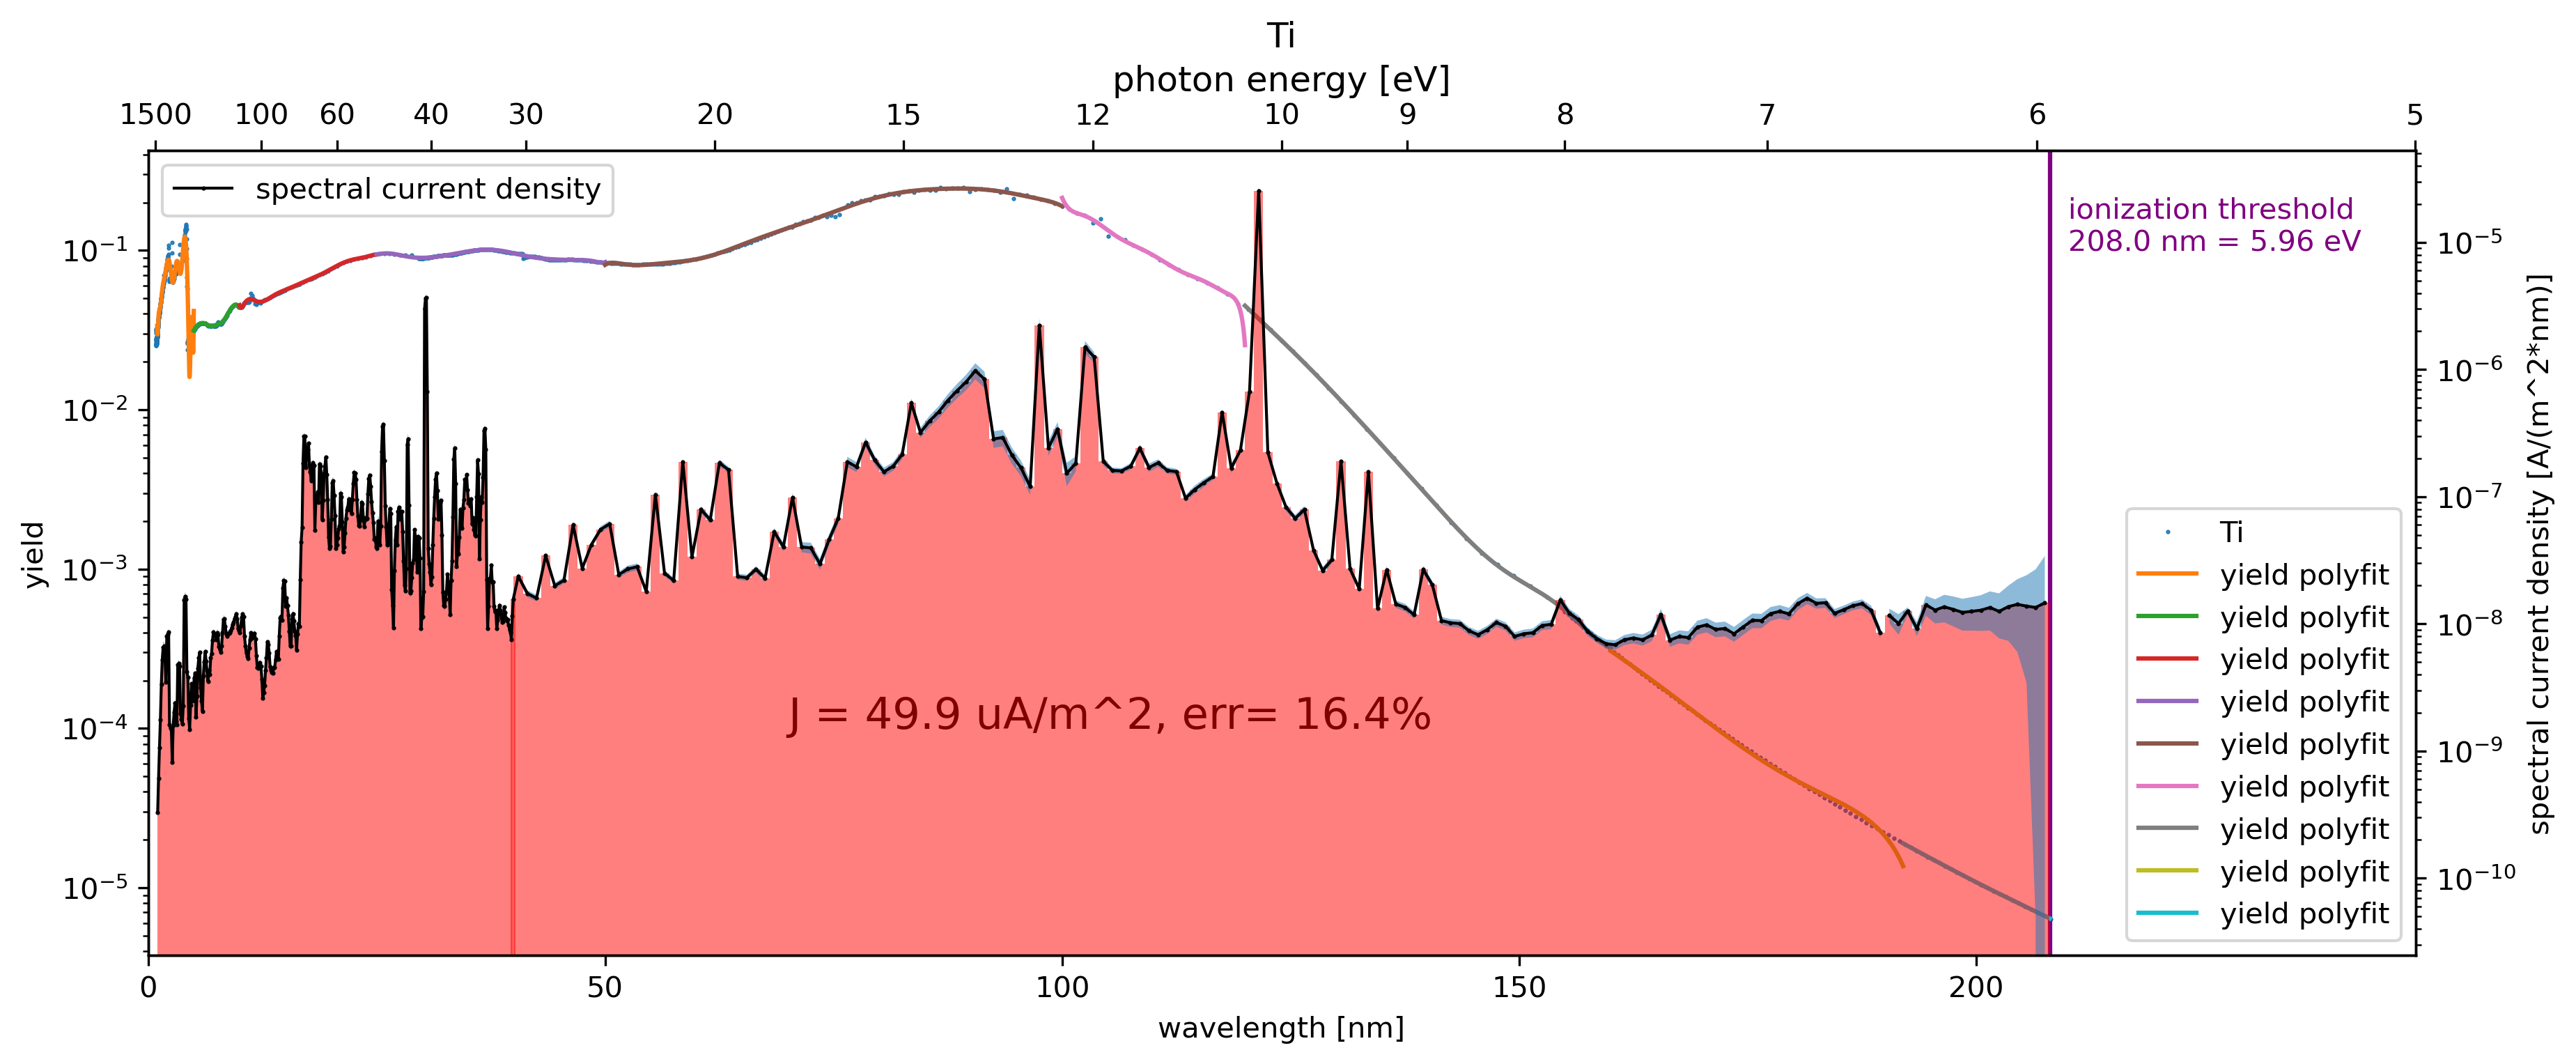 Ti
photon energy [eV]
1500 100 60 40 30 20 15 12 10 9 8 7 6 5
spectral current density
ionization threshold
208.0 nm = 5.96 eV
yield
10⁻¹
10⁻²
10⁻³
10⁻⁴
10⁻⁵
J = 49.9 uA/m^2, err= 16.4%
10⁻⁵
10⁻⁶
10⁻⁷
10⁻⁸
10⁻⁹
10⁻¹⁰
spectral current density [A/(m^2*nm)]
Ti
yield polyfit
yield polyfit
yield polyfit
yield polyfit
yield polyfit
yield polyfit
yield polyfit
yield polyfit
yield polyfit
0 50 100 150 200
wavelength [nm]